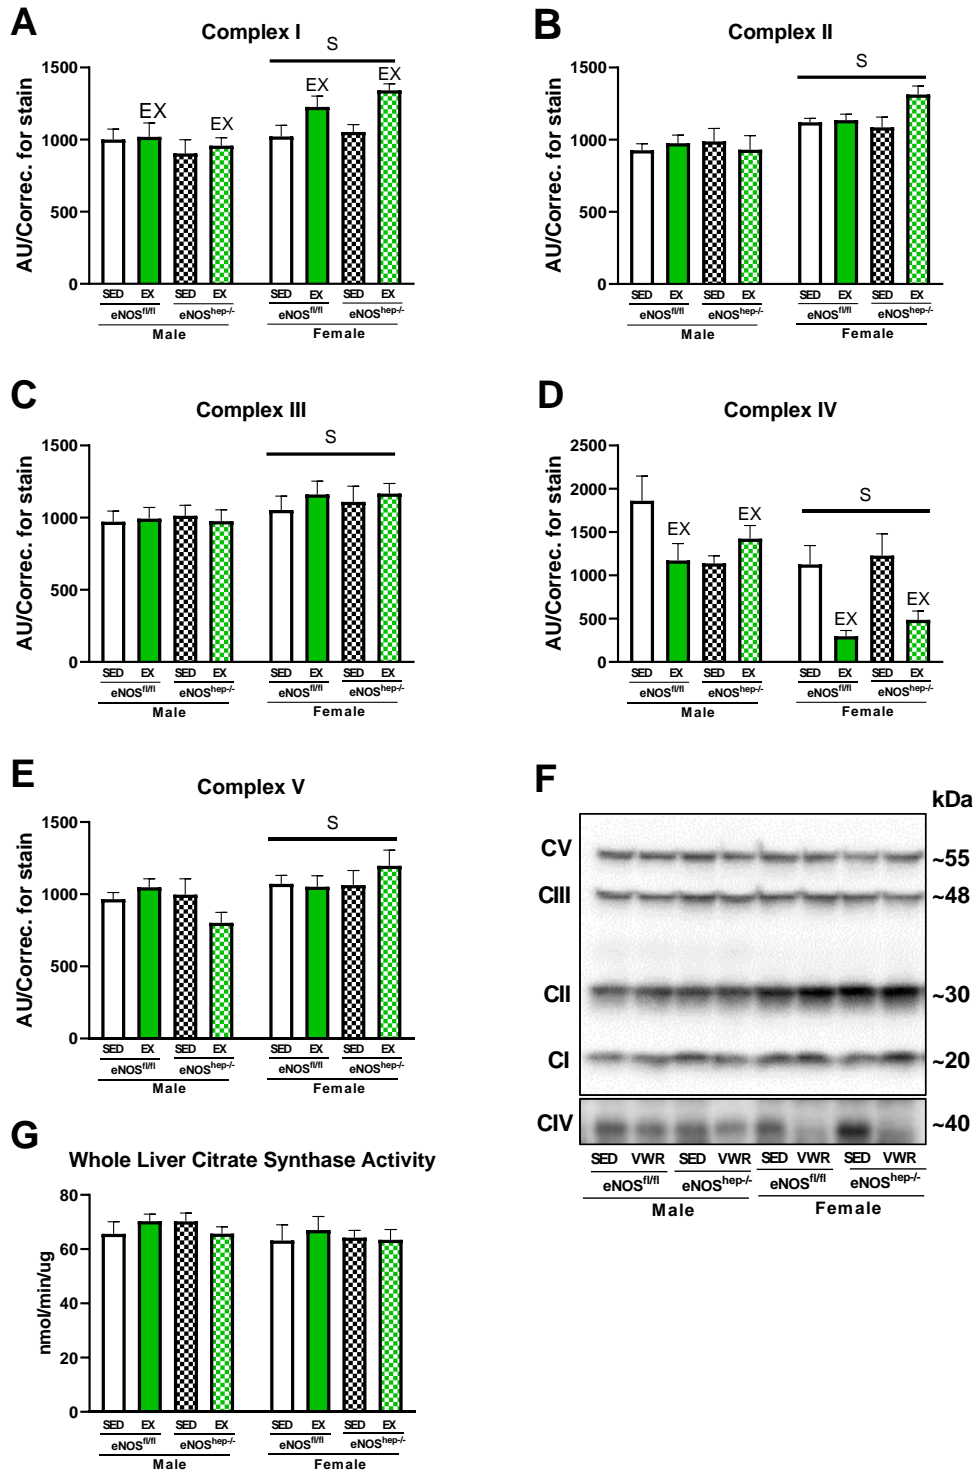 A
Complex I
S
EX EX EX EX
AU/Correc. for stain
1500
1000
500
0
SED EX SED EX SED EX SED EX
eNOSfl/fl eNOShep-/- eNOSfl/fl eNOShep-/-
Male Female
B
Complex II
S
AU/Correc. for stain
1500
1000
500
0
SED EX SED EX SED EX SED EX
eNOSfl/fl eNOShep-/- eNOSfl/fl eNOShep-/-
Male Female
C
Complex III
S
AU/Correc. for stain
1500
1000
500
0
SED EX SED EX SED EX SED EX
eNOSfl/fl eNOShep-/- eNOSfl/fl eNOShep-/-
Male Female
D
Complex IV
S
EX EX EX EX
AU/Correc. for stain
2500
2000
1500
1000
500
0
SED EX SED EX SED EX SED EX
eNOSfl/fl eNOShep-/- eNOSfl/fl eNOShep-/-
Male Female
E
Complex V
S
AU/Correc. for stain
1500
1000
500
0
SED EX SED EX SED EX SED EX
eNOSfl/fl eNOShep-/- eNOSfl/fl eNOShep-/-
Male Female
F
kDa
CV ~55
CIII ~48
CII ~30
CI ~20
CIV ~40
SED VWR SED VWR SED VWR SED VWR
eNOSfl/fl eNOShep-/- eNOSfl/fl eNOShep-/-
Male Female
G
Whole Liver Citrate Synthase Activity
nmol/min/ug
80
60
40
20
0
SED EX SED EX SED EX SED EX
eNOSfl/fl eNOShep-/- eNOSfl/fl eNOShep-/-
Male Female